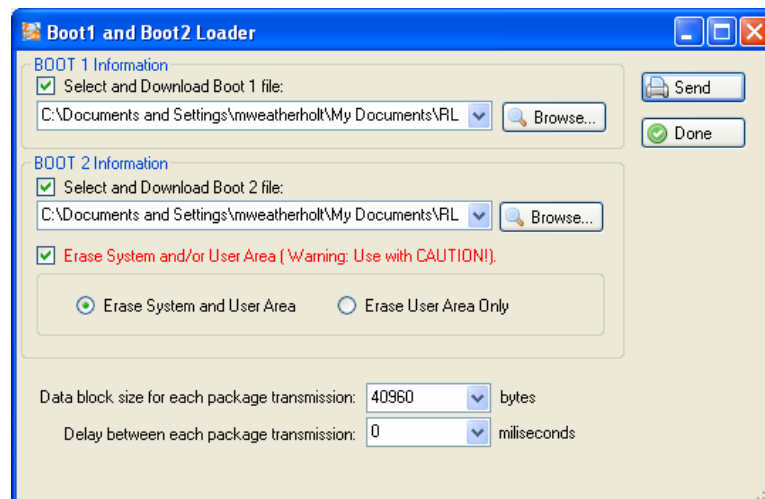 Boot1 and Boot2 Loader
BOOT 1 Information
Select and Download Boot 1 file:
C:\Documents and Settings\mweatherholt\My Documents\RL
Browse...
Send
Done
BOOT 2 Information
Select and Download Boot 2 file:
C:\Documents and Settings\mweatherholt\My Documents\RL
Browse...
Erase System and/or User Area ( Warning: Use with CAUTION!).
Erase System and User Area
Erase User Area Only
Data block size for each package transmission: 40960 bytes
Delay between each package transmission: 0 miliseconds